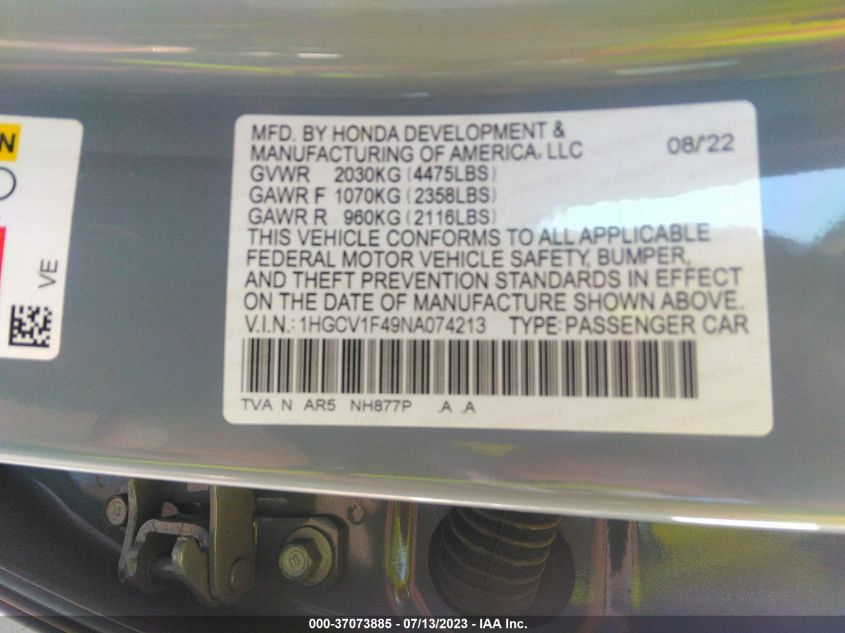 N
VE
MFD. BY HONDA DEVELOPMENT &
MANUFACTURING OF AMERICA, LLC 08/'22
GVWR 2030KG (4475LBS)
GAWR F 1070KG (2358LBS)
GAWR R 960KG (2116LBS)
THIS VEHICLE CONFORMS TO ALL APPLICABLE
FEDERAL MOTOR VEHICLE SAFETY, BUMPER,
AND THEFT PREVENTION STANDARDS IN EFFECT
ON THE DATE OF MANUFACTURE SHOWN ABOVE.
V.I.N.: 1HGCV1F49NA074213 TYPE: PASSENGER CAR
TVA N AR5 NH877P .A .A
000-37073885 - 07/13/2023 - IAA Inc.